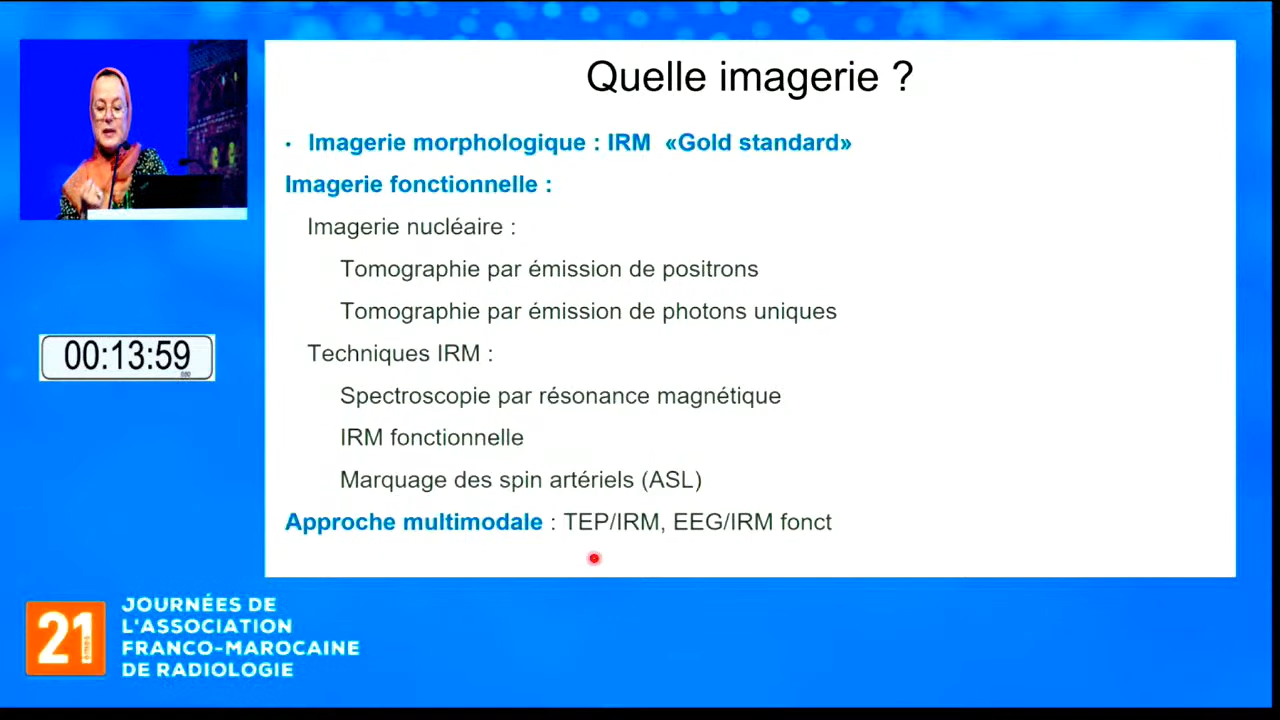 Quelle imagerie ?
• Imagerie morphologique : IRM «Gold standard»
Imagerie fonctionnelle :
Imagerie nucléaire :
Tomographie par émission de positrons
Tomographie par émission de photons uniques
Techniques IRM :
Spectroscopie par résonance magnétique
IRM fonctionnelle
Marquage des spin artériels (ASL)
Approche multimodale : TEP/IRM, EEG/IRM fonct
00:13:59
21
èmes
JOURNÉES DE
L'ASSOCIATION
FRANCO-MAROCAINE
DE RADIOLOGIE